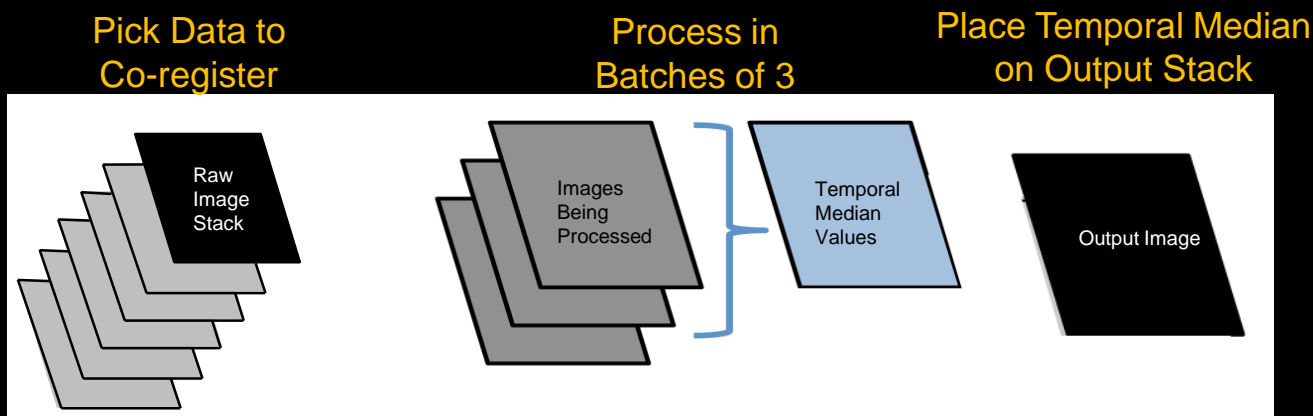 Pick Data to
Co-register
Process in
Batches of 3
Place Temporal Median
on Output Stack
Raw
Image
Stack
Images
Being
Processed
Temporal
Median
Values
Output Image